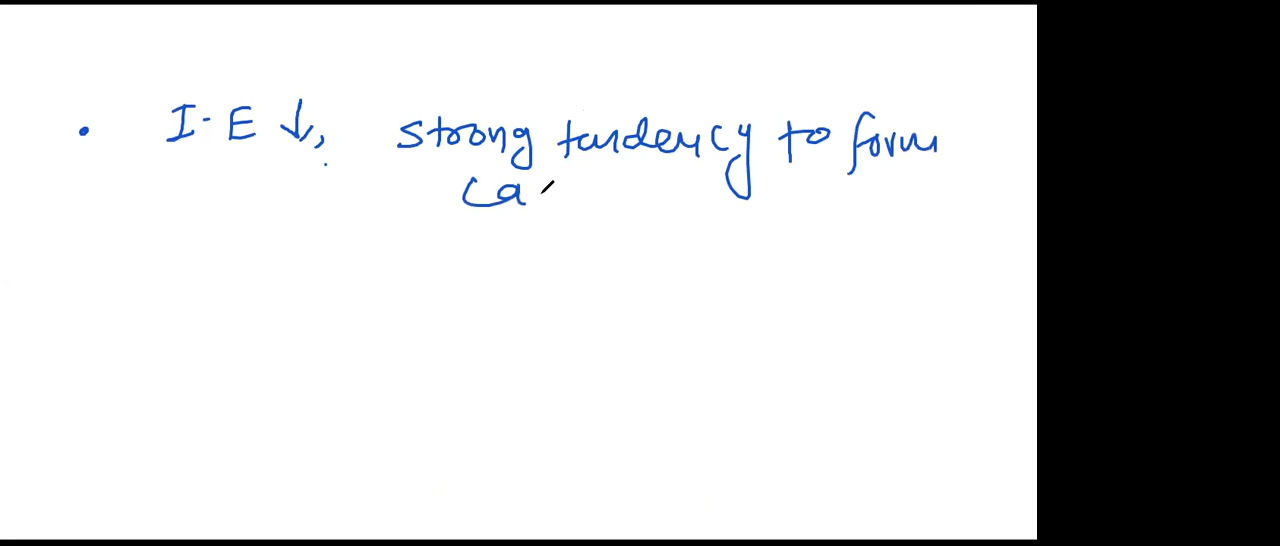 • I.E ↓, strong tendency to form
ca